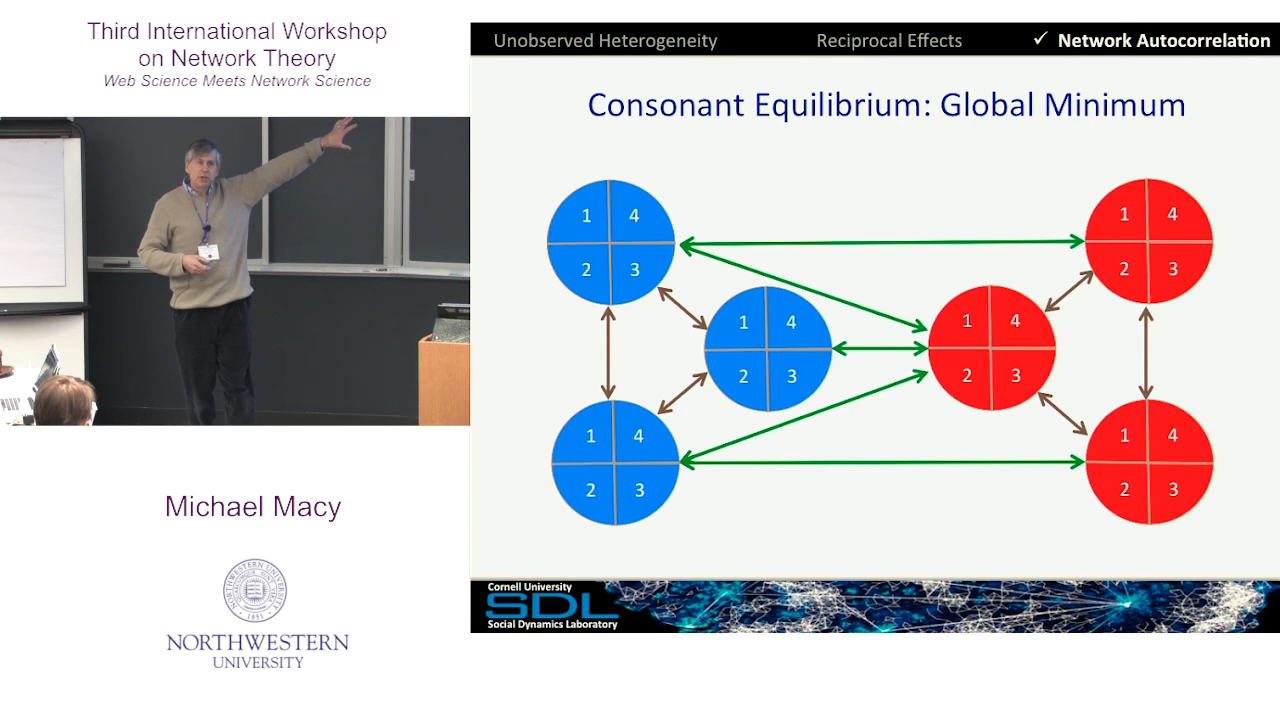 Third International Workshop
on Network Theory
Web Science Meets Network Science
Unobserved Heterogeneity
Reciprocal Effects
✓ Network Autocorrelation
Consonant Equilibrium: Global Minimum
1 4
2 3
1 4
2 3
1 4
2 3
1 4
2 3
1 4
2 3
1 4
2 3
Michael Macy
NORTHWESTERN
UNIVERSITY
Cornell University
SDL
Social Dynamics Laboratory